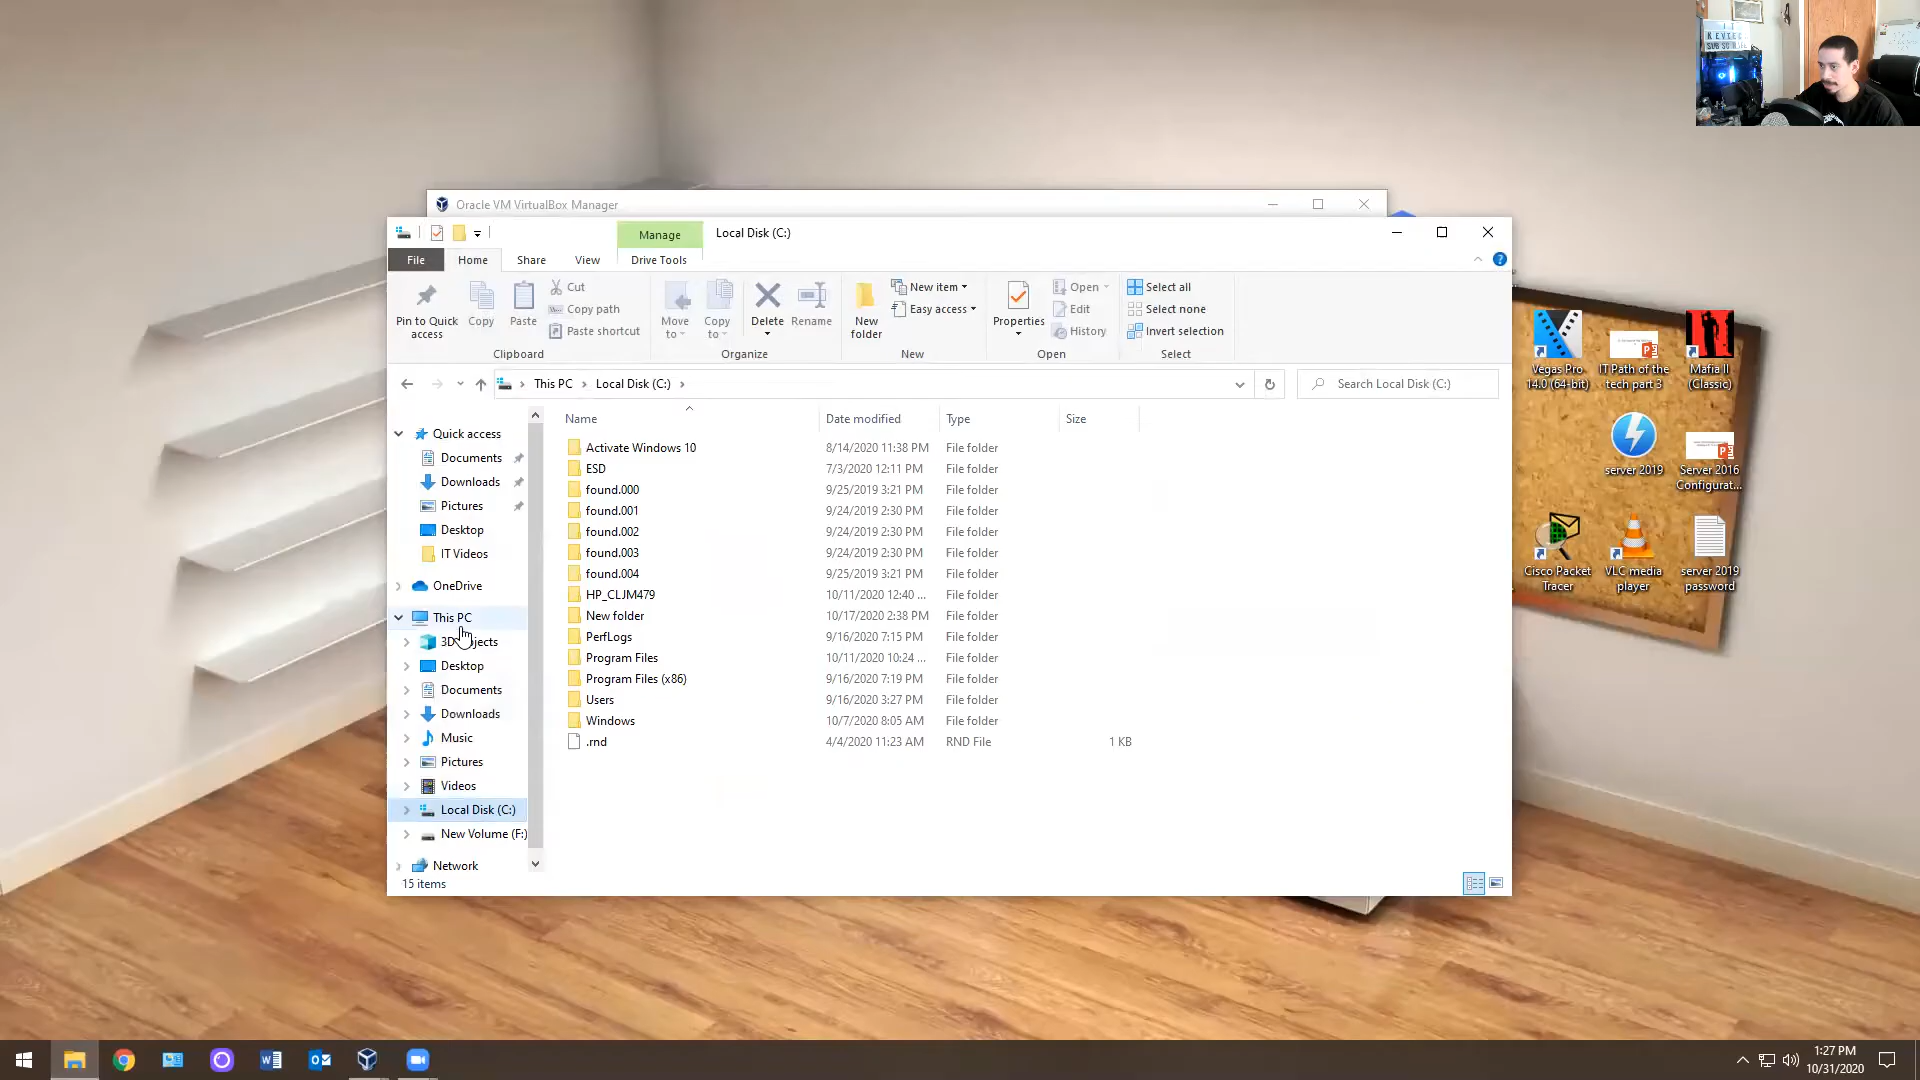 I T
K E V T E C
SUBSCRIBE
Oracle VM VirtualBox Manager
Manage
Local Disk (C:)
File
Home
Share
View
Drive Tools
Pin to Quick access
Copy
Paste
Cut
Copy path
Paste shortcut
Clipboard
Move to
Copy to
Delete
Rename
Organize
New folder
New item
Easy access
New
Properties
Open
Edit
History
Open
Select all
Select none
Invert selection
Select
This PC
Local Disk (C:)
Search Local Disk (C:)
Quick access
Documents
Downloads
Pictures
Desktop
IT Videos
OneDrive
This PC
3D Objects
Desktop
Documents
Downloads
Music
Pictures
Videos
Local Disk (C:)
New Volume (F:)
Network
15 items
Name Date modified Type Size
Activate Windows 10 8/14/2020 11:38 PM File folder
ESD 7/3/2020 12:11 PM File folder
found.000 9/25/2019 3:21 PM File folder
found.001 9/24/2019 2:30 PM File folder
found.002 9/24/2019 2:30 PM File folder
found.003 9/24/2019 2:30 PM File folder
found.004 9/25/2019 3:21 PM File folder
HP_CLJM479 10/11/2020 12:40 ... File folder
New folder 10/17/2020 2:38 PM File folder
PerfLogs 9/16/2020 7:15 PM File folder
Program Files 10/11/2020 10:24 ... File folder
Program Files (x86) 9/16/2020 7:19 PM File folder
Users 9/16/2020 3:27 PM File folder
Windows 10/7/2020 8:05 AM File folder
.rnd 4/4/2020 11:23 AM RND File 1 KB
Vegas Pro
14.0 (64-bit)
IT Path of the
tech part 3
Mafia II
(Classic)
server 2019
Server 2016
Configurat...
Cisco Packet
Tracer
VLC media
player
server 2019
password
1:27 PM
10/31/2020